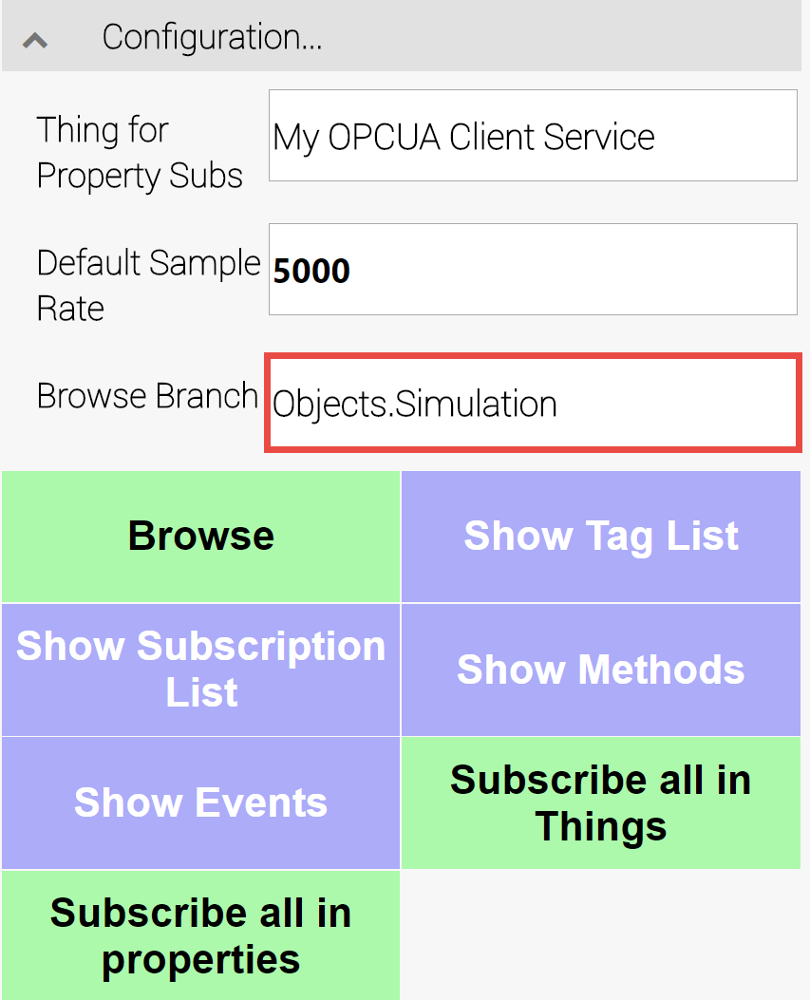 Configuration...
Thing for
Property Subs
My OPCUA Client Service
Default Sample
Rate
5000
Browse Branch
Objects.Simulation
Browse
Show Tag List
Show Subscription
List
Show Methods
Show Events
Subscribe all in
Things
Subscribe all in
properties